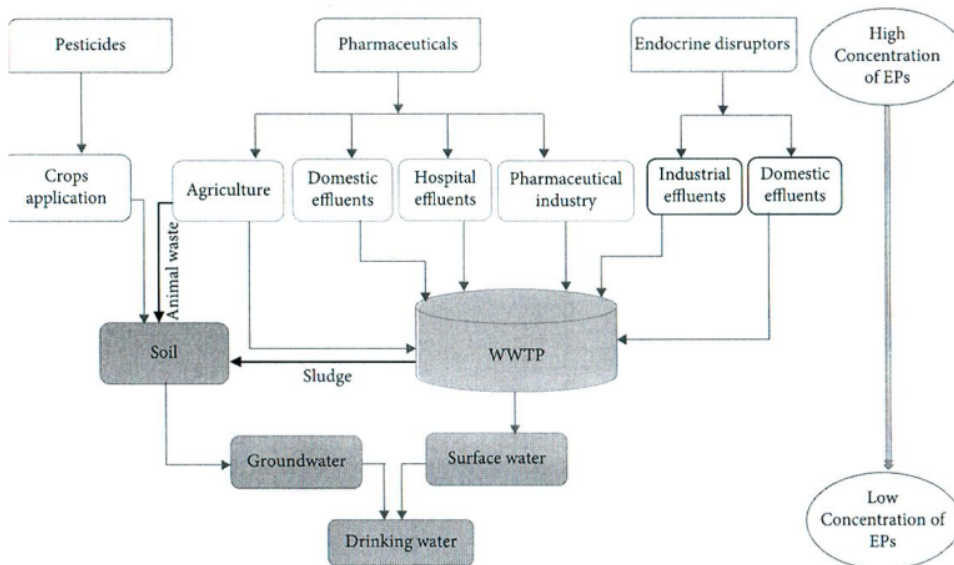 Pesticides
Pharmaceuticals
Endocrine disruptors
High
Concentration
of EPs
Crops
application
Agriculture
Domestic
effluents
Hospital
effluents
Pharmaceutical
industry
Industrial
effluents
Domestic
effluents
Animal waste
Soil
Sludge
WWTP
Groundwater
Surface water
Drinking water
Low
Concentration of
EPs